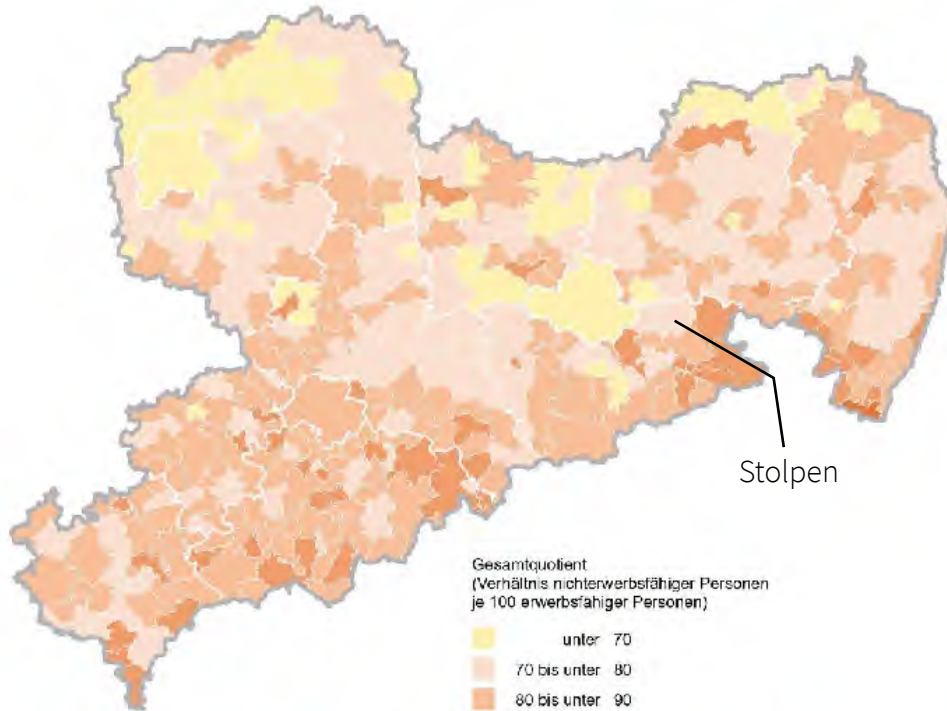 Stolpen
Gesamtquotient
(Verhältnis nichterwerbsfähiger Personen
je 100 erwerbsfähiger Personen)
unter 70
70 bis unter 80
80 bis unter 90